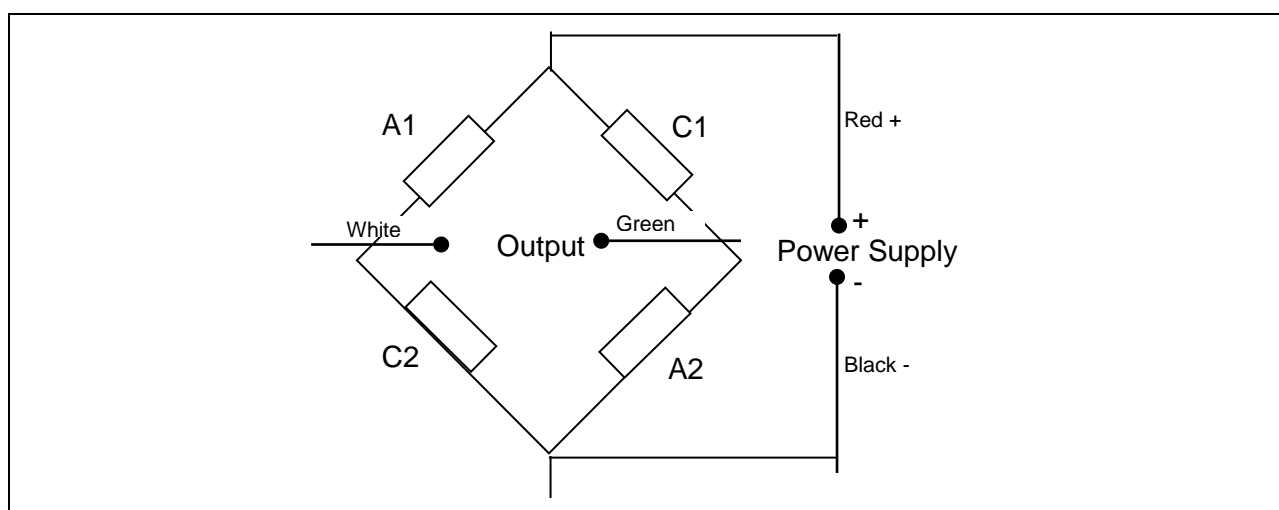 A1
C1
Red +
White
Output
Green
+
Power Supply
-
C2
A2
Black -